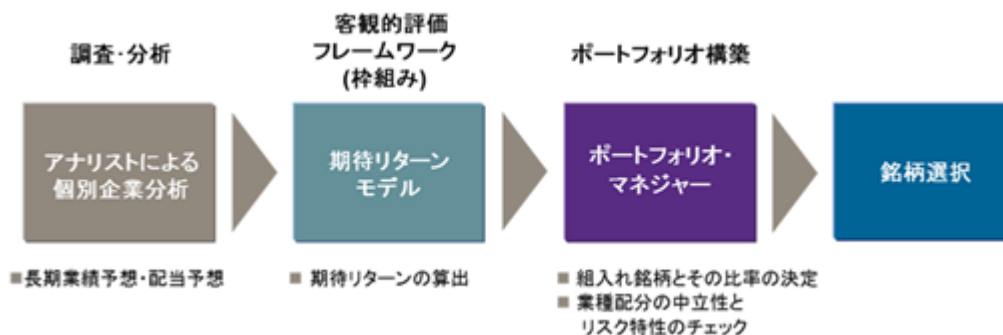 調査・分析
客観的評価
フレームワーク
(枠組み)
ポートフォリオ構築
アナリストによる
個別企業分析
期待リターン
モデル
ポートフォリオ・
マネジャー
銘柄選択
■長期業績予想・配当予想
■ 期待リターンの算出
■ 組入れ銘柄とその比率の決定
■ 業種配分の中立性と
リスク特性のチェック